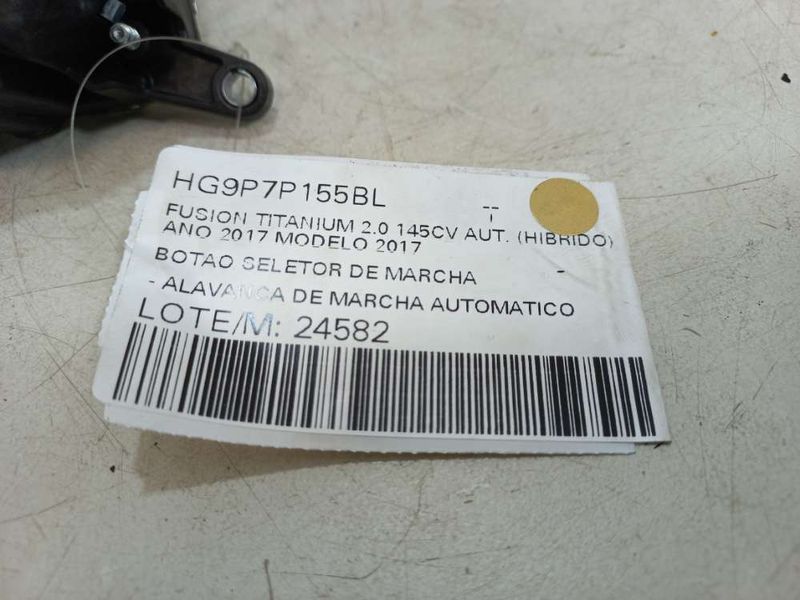 HG9P7P155BL --
FUSION TITANIUM 2.0 145CV AUT. (HIBRIDO)
ANO 2017 MODELO 2017
BOTAO SELETOR DE MARCHA -
- ALAVANCA DE MARCHA AUTOMATICO
LOTE/M: 24582